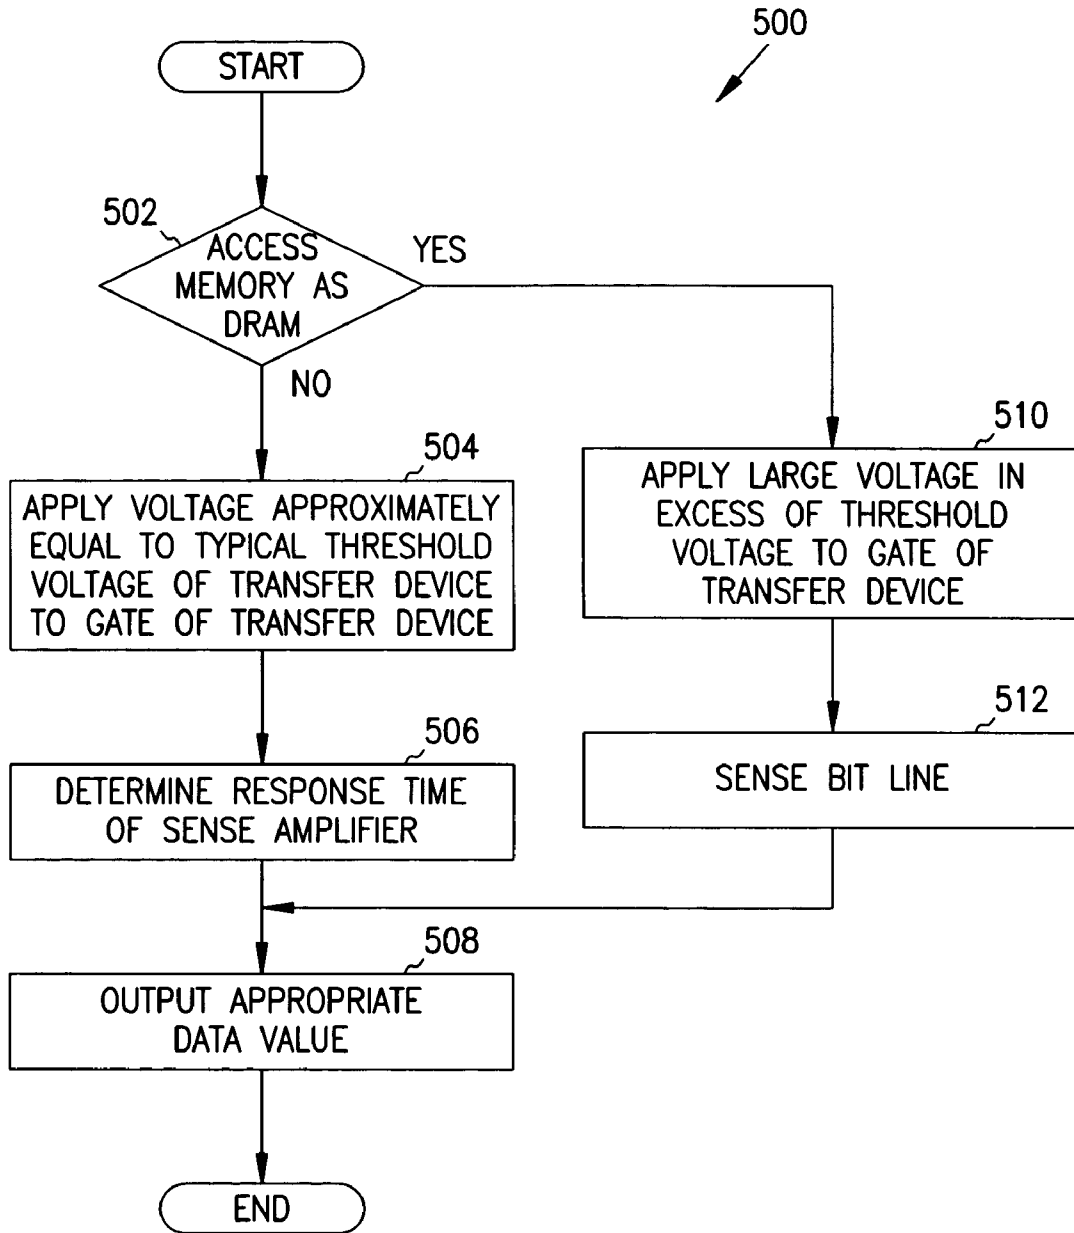 500
START
502
ACCESS
MEMORY AS
DRAM
YES
NO
504
APPLY VOLTAGE APPROXIMATELY
EQUAL TO TYPICAL THRESHOLD
VOLTAGE OF TRANSFER DEVICE
TO GATE OF TRANSFER DEVICE
510
APPLY LARGE VOLTAGE IN
EXCESS OF THRESHOLD
VOLTAGE TO GATE OF
TRANSFER DEVICE
506
DETERMINE RESPONSE TIME
OF SENSE AMPLIFIER
512
SENSE BIT LINE
508
OUTPUT APPROPRIATE
DATA VALUE
END